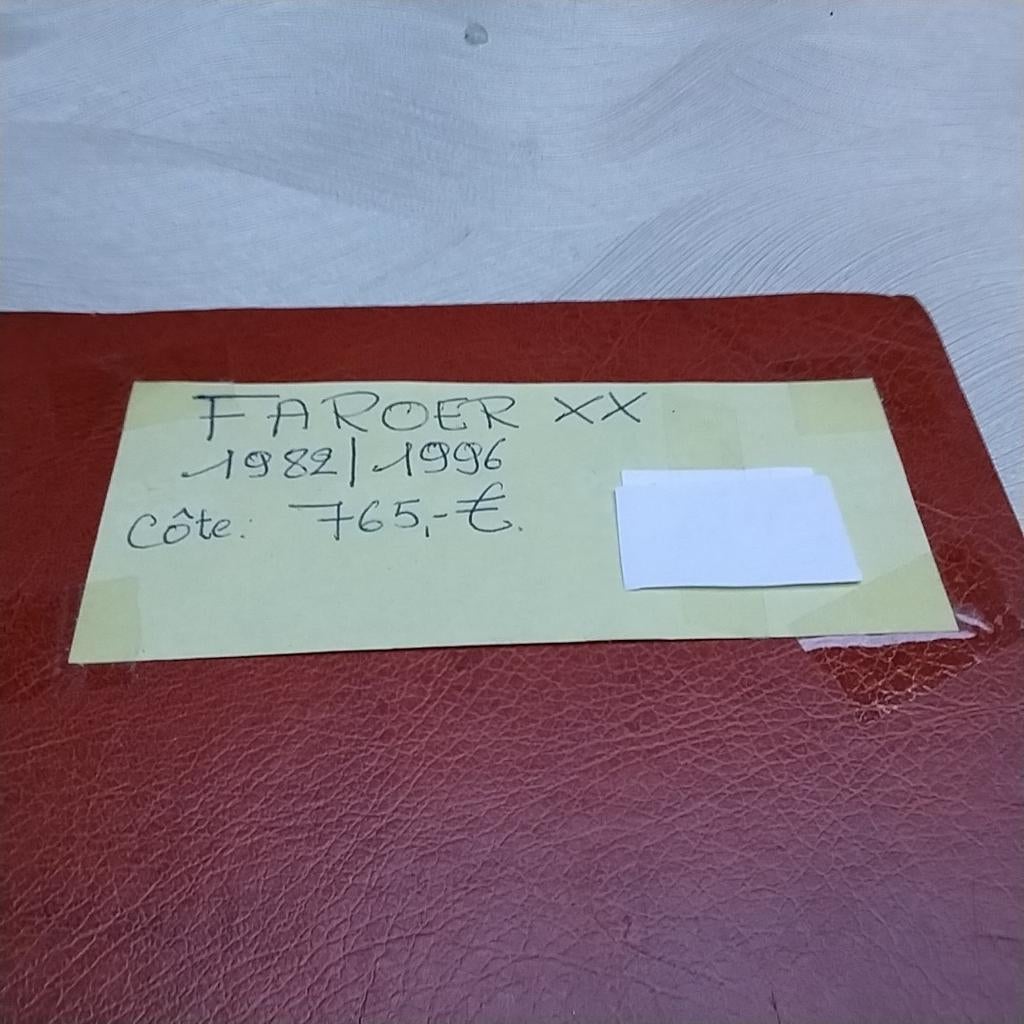 FAROER XX
1982/1996
Côte: 765,-€.